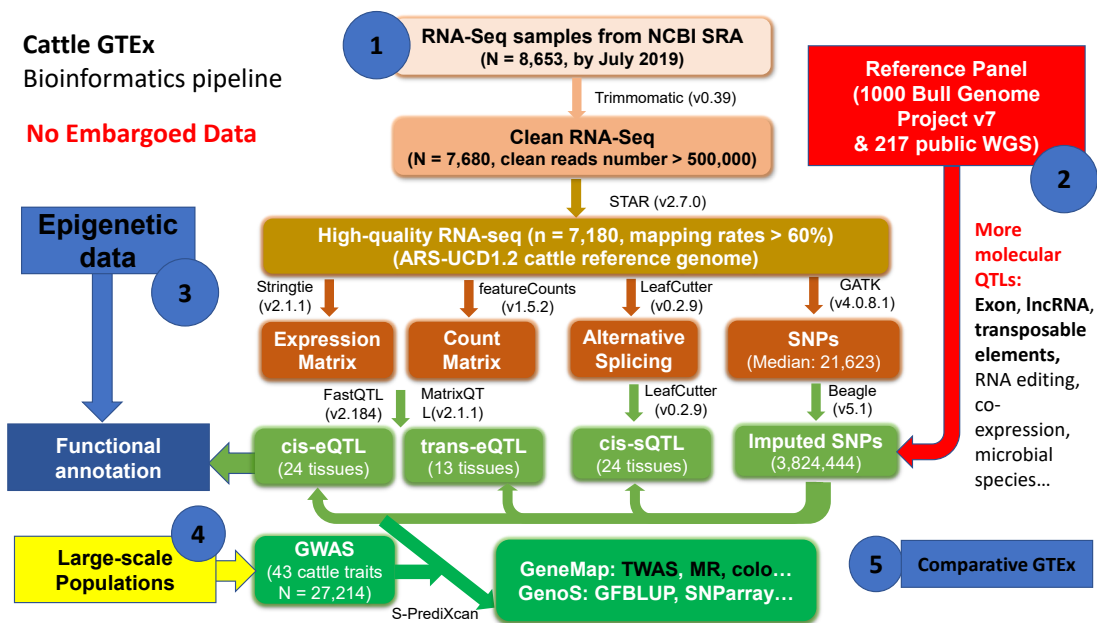 Cattle GTEx
Bioinformatics pipeline
No Embargoed Data
1
RNA-Seq samples from NCBI SRA
(N = 8,653, by July 2019)
Trimmomatic (v0.39)
Clean RNA-Seq
(N = 7,680, clean reads number > 500,000)
STAR (v2.7.0)
Reference Panel
(1000 Bull Genome
Project v7
& 217 public WGS)
2
Epigenetic
data
3
High-quality RNA-seq (n = 7,180, mapping rates > 60%)
(ARS-UCD1.2 cattle reference genome)
Stringtie
(v2.1.1)
featureCounts
(v1.5.2)
LeafCutter
(v0.2.9)
GATK
(v4.0.8.1)
Expression
Matrix
Count
Matrix
Alternative
Splicing
SNPs
(Median: 21,623)
FastQTL
(v2.184)
MatrixQT
L(v2.1.1)
LeafCutter
(v0.2.9)
Beagle
(v5.1)
More
molecular
QTLs:
Exon, lncRNA,
transposable
elements,
RNA editing,
co-
expression,
microbial
species…
Functional
annotation
cis-eQTL
(24 tissues)
trans-eQTL
(13 tissues)
cis-sQTL
(24 tissues)
Imputed SNPs
(3,824,444)
4
Large-scale
Populations
GWAS
(43 cattle traits
N = 27,214)
S-PrediXcan
GeneMap: TWAS, MR, colo…
GenoS: GFBLUP, SNParray…
5
Comparative GTEx